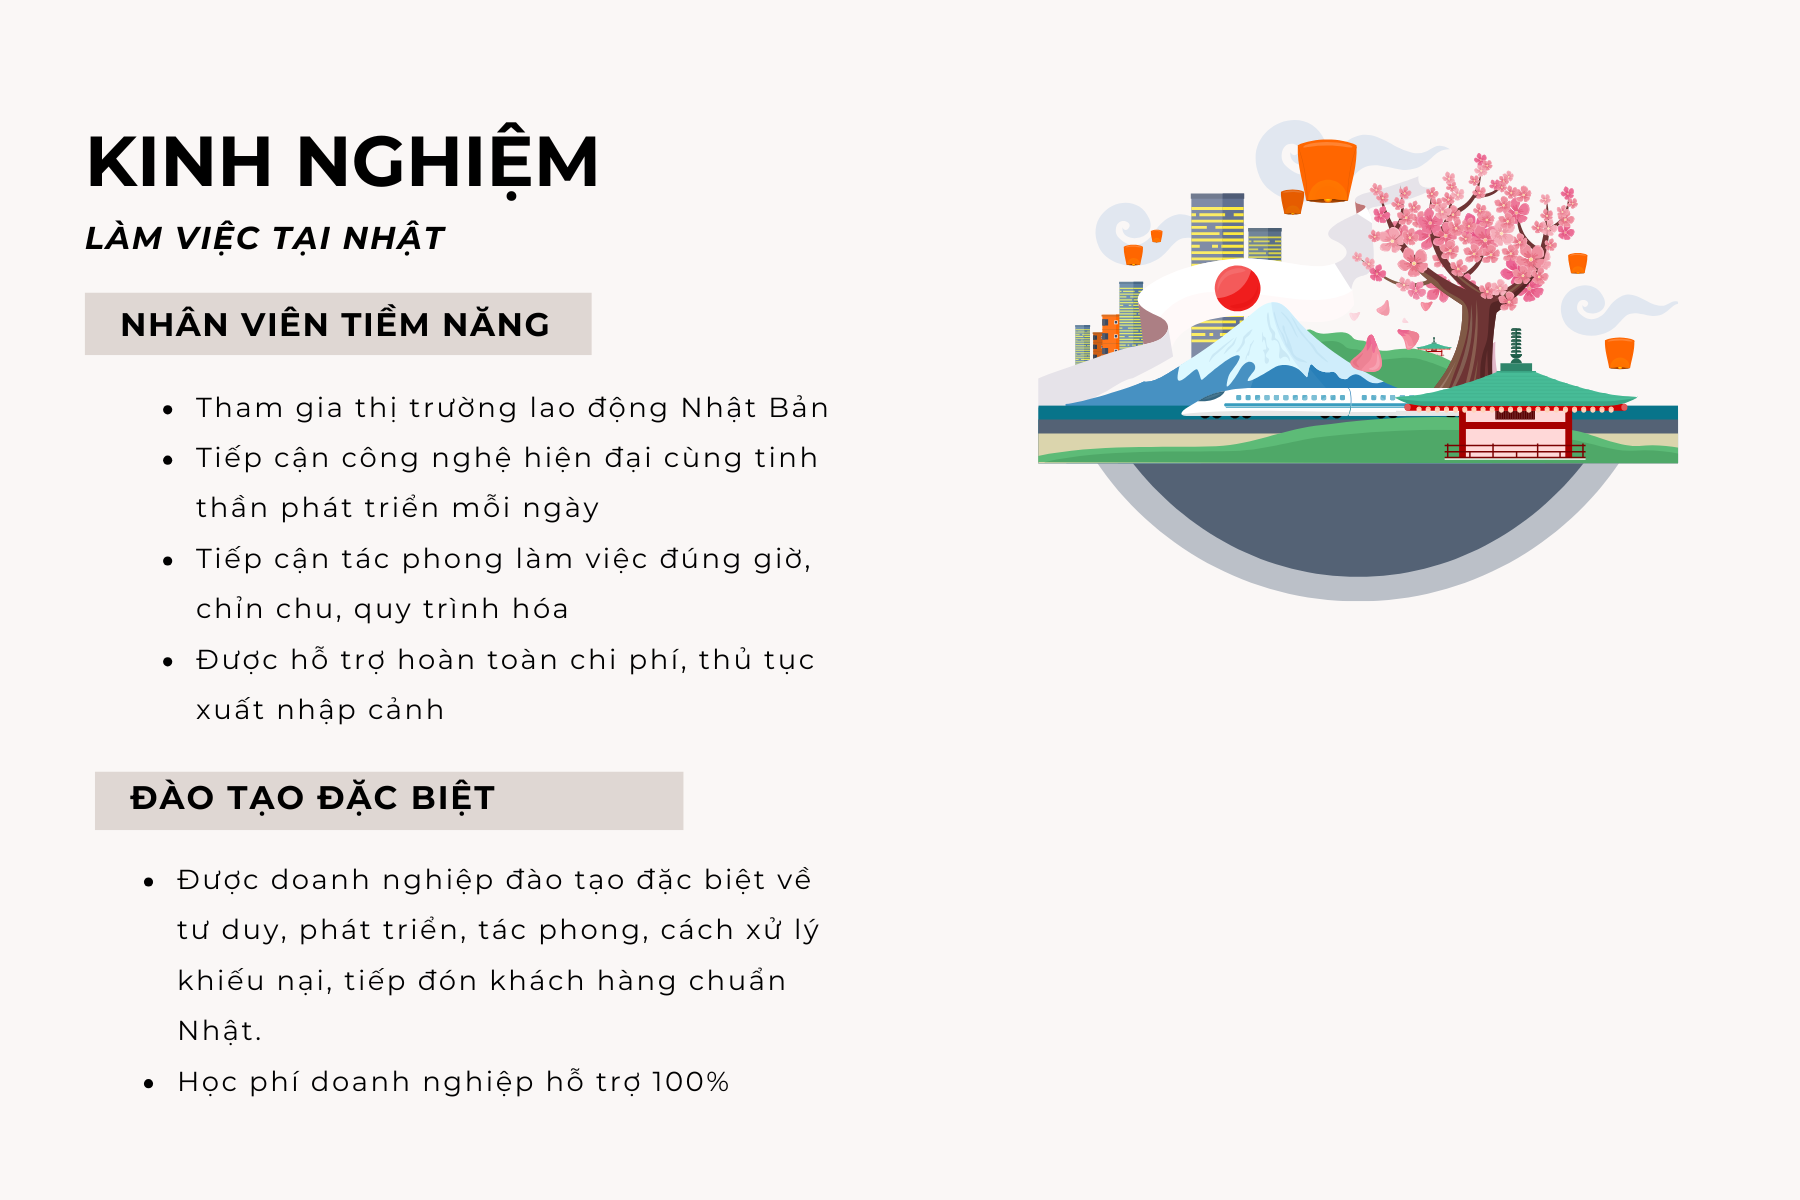 KINH NGHIỆM
LÀM VIỆC TẠI NHẬT
NHÂN VIÊN TIỀM NĂNG
• Tham gia thị trường lao động Nhật Bản
• Tiếp cận công nghệ hiện đại cùng tinh
thần phát triển mỗi ngày
• Tiếp cận tác phong làm việc đúng giờ,
chỉn chu, quy trình hóa
• Được hỗ trợ hoàn toàn chi phí, thủ tục
xuất nhập cảnh
ĐÀO TẠO ĐẶC BIỆT
• Được doanh nghiệp đào tạo đặc biệt về
tư duy, phát triển, tác phong, cách xử lý
khiếu nại, tiếp đón khách hàng chuẩn
Nhật.
• Học phí doanh nghiệp hỗ trợ 100%